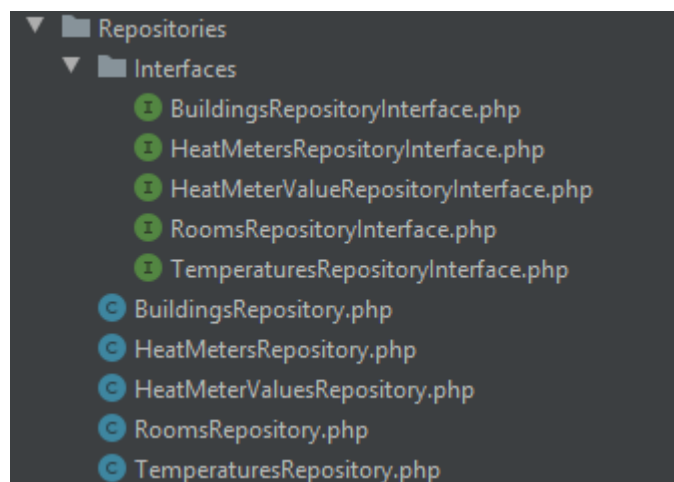 Repositories
Interfaces
I BuildingsRepositoryInterface.php
I HeatMetersRepositoryInterface.php
I HeatMeterValueRepositoryInterface.php
I RoomsRepositoryInterface.php
I TemperaturesRepositoryInterface.php
C BuildingsRepository.php
C HeatMetersRepository.php
C HeatMeterValuesRepository.php
C RoomsRepository.php
C TemperaturesRepository.php